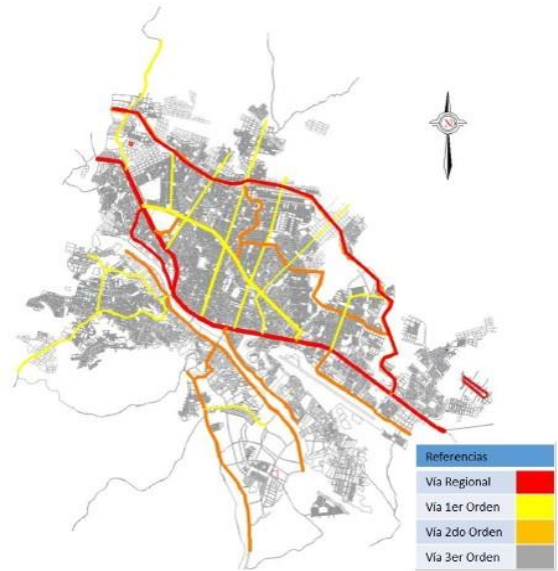 N
Referencias
Vía Regional
Vía 1er Orden
Vía 2do Orden
Vía 3er Orden